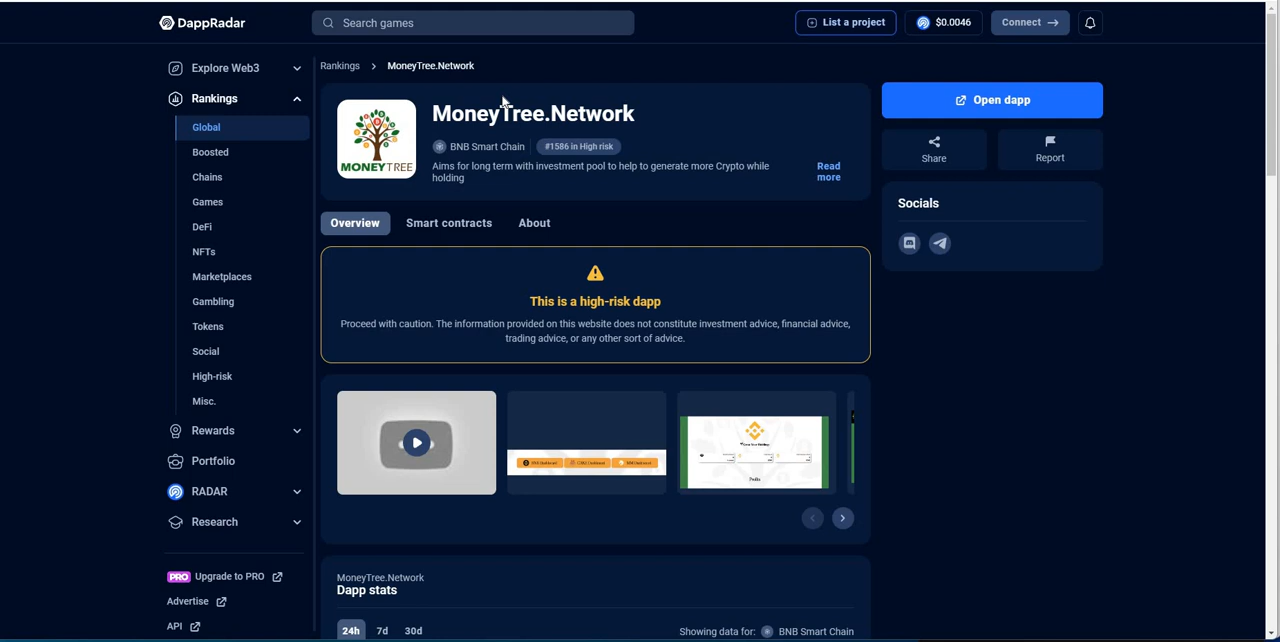 DappRadar
Search games
List a project
$0.0046
Connect
Explore Web3
Rankings
Global
Boosted
Chains
Games
DeFi
NFTs
Marketplaces
Gambling
Tokens
Social
High-risk
Misc.
Rewards
Portfolio
RADAR
Research
PRO Upgrade to PRO
Advertise
API
Rankings > MoneyTree.Network
MONEYTREE
MoneyTree.Network
BNB Smart Chain #1586 in High risk
Aims for long term with investment pool to help to generate more Crypto while
holding
Read
more
Overview Smart contracts About
This is a high-risk dapp
Proceed with caution. The information provided on this website does not constitute investment advice, financial advice,
trading advice, or any other sort of advice.
MoneyTree.Network
Dapp stats
24h 7d 30d
Showing data for: BNB Smart Chain
Open dapp
Share
Report
Socials